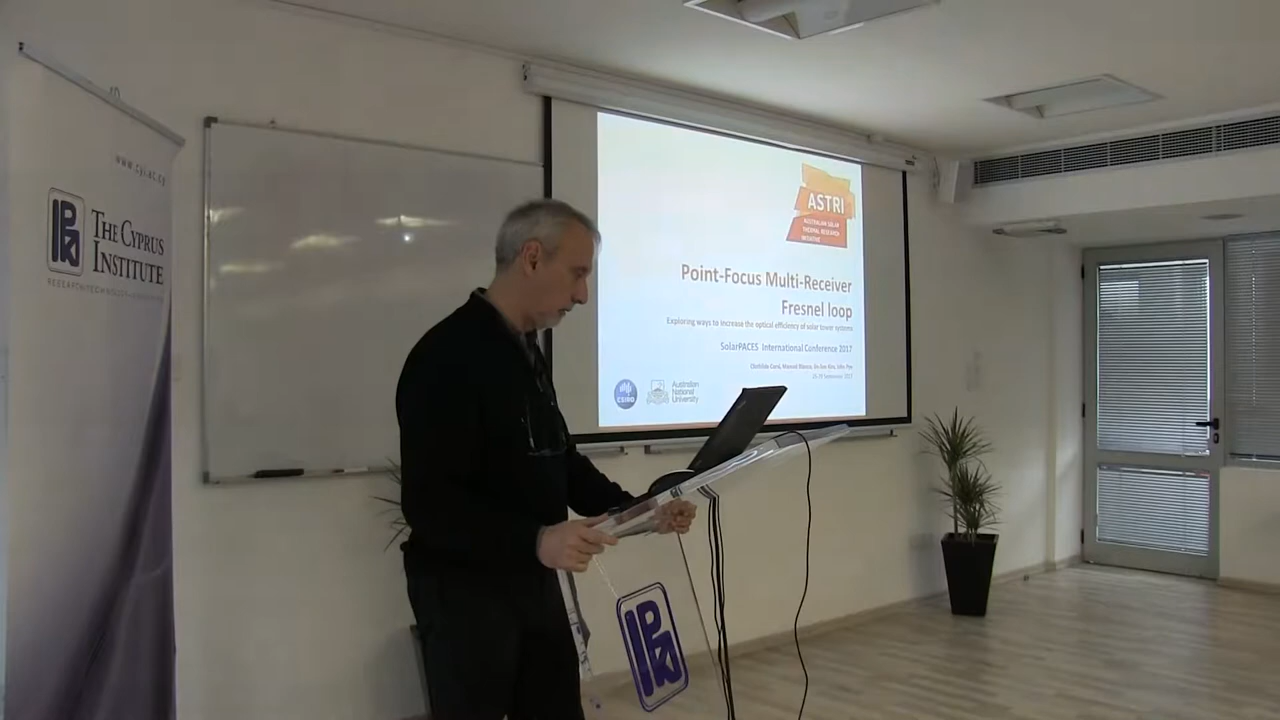 www.cyi.ac.cy
THE CYPRUS
INSTITUTE
ASTRI
AUSTRALIAN SOLAR
THERMAL RESEARCH
INITIATIVE
Point-Focus Multi-Receiver
Fresnel loop
Exploring ways to increase the optical efficiency of solar tower systems
SolarPACES International Conference 2017
CSIRO
Australian
National
University